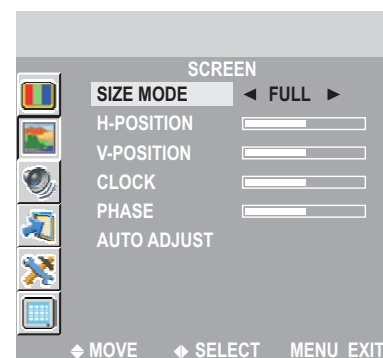 SCREEN
SIZE MODE ◄ FULL ►
H-POSITION
V-POSITION
CLOCK
PHASE
AUTO ADJUST
MOVE SELECT MENU EXIT